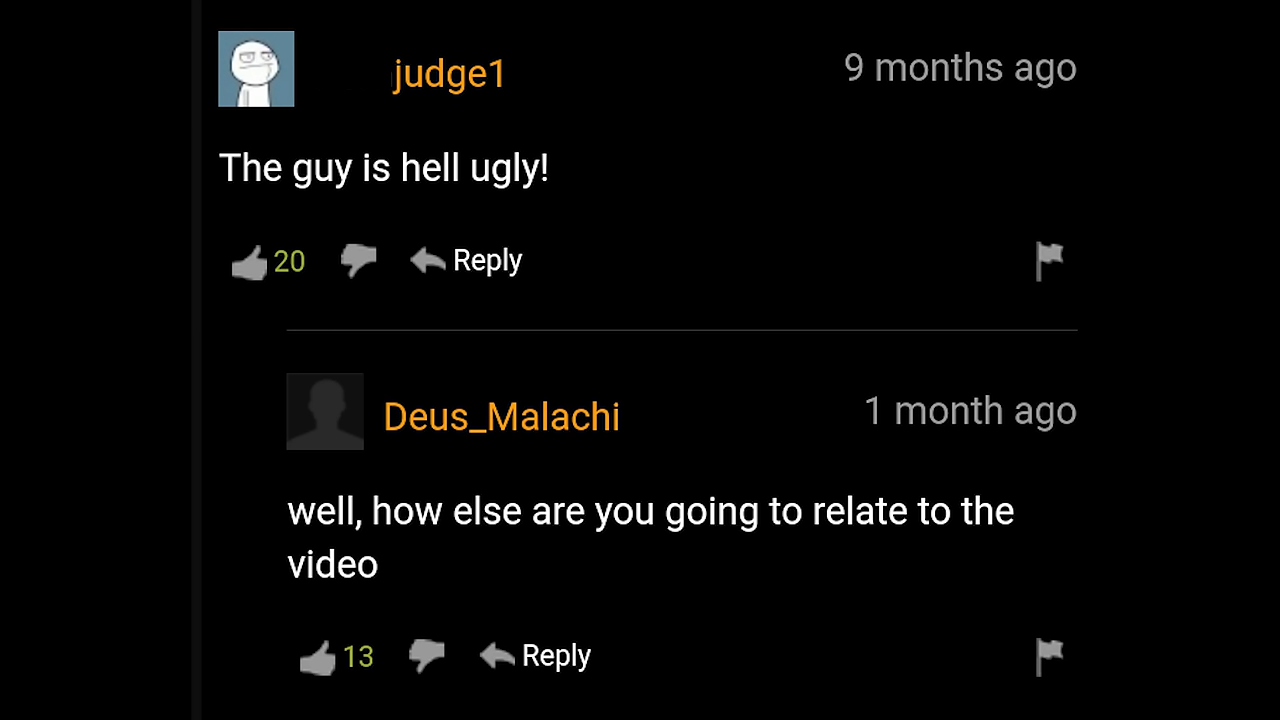 judge1
9 months ago
The guy is hell ugly!
20
Reply
Deus_Malachi
1 month ago
well, how else are you going to relate to the
video
13
Reply